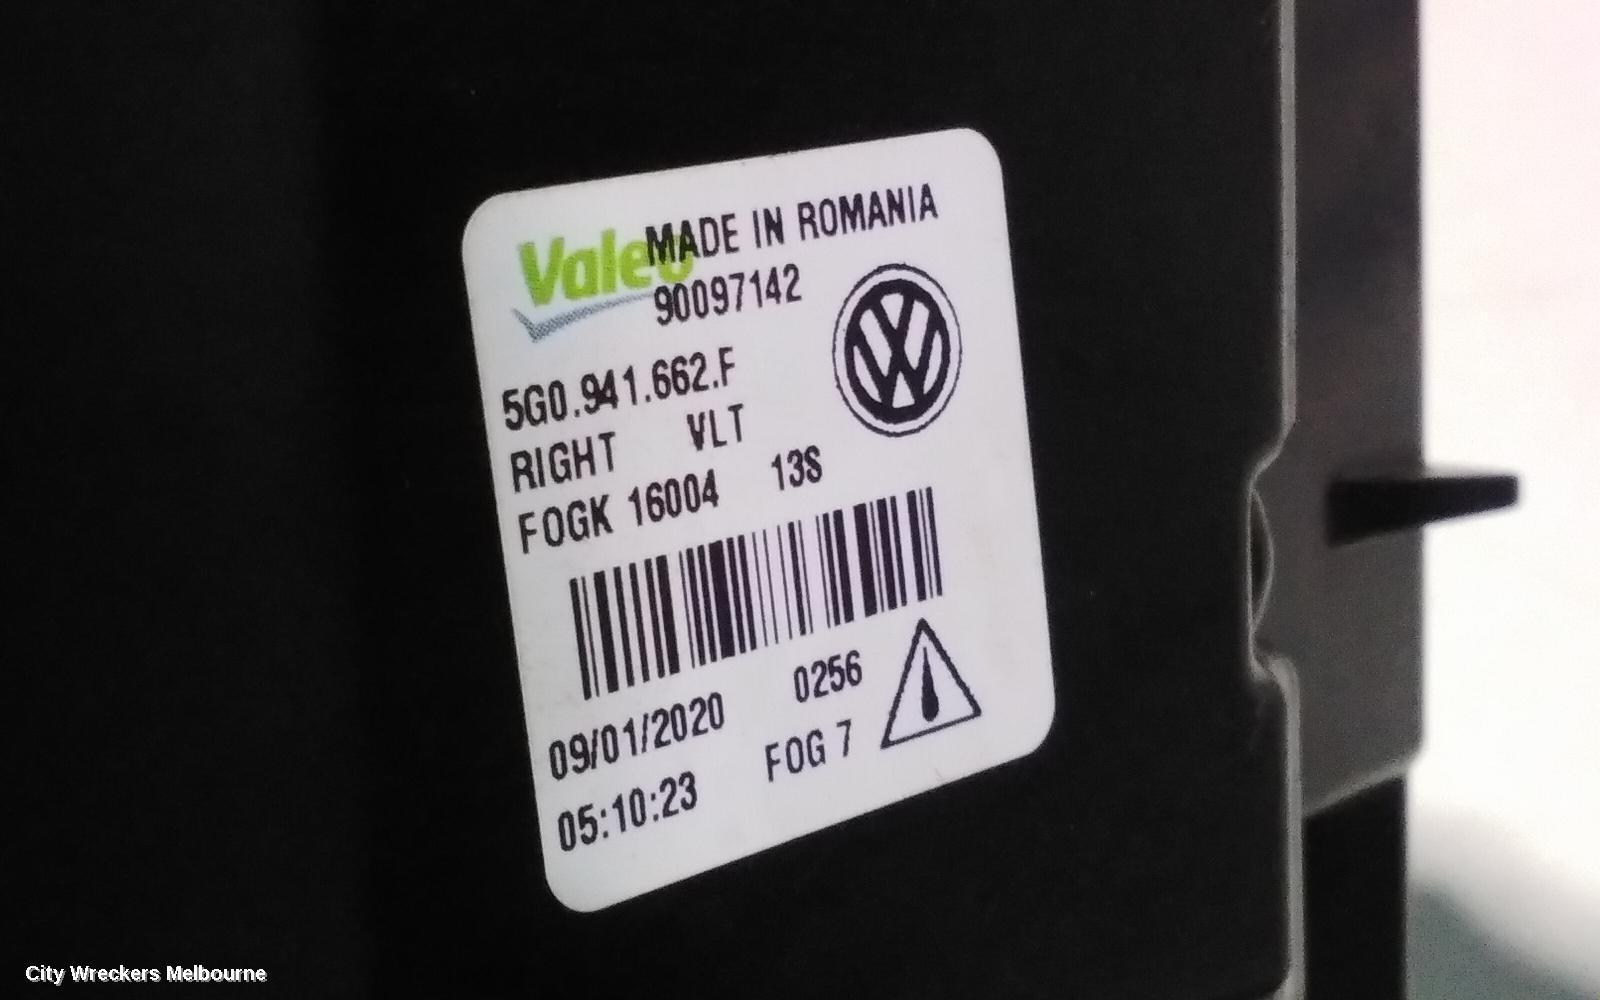 Valeo MADE IN ROMANIA
90097142
5G0.941.662.F
RIGHT VLT
FOGK 16004 13S
09/01/2020 0256
05:10:23 FOG 7
City Wreckers Melbourne